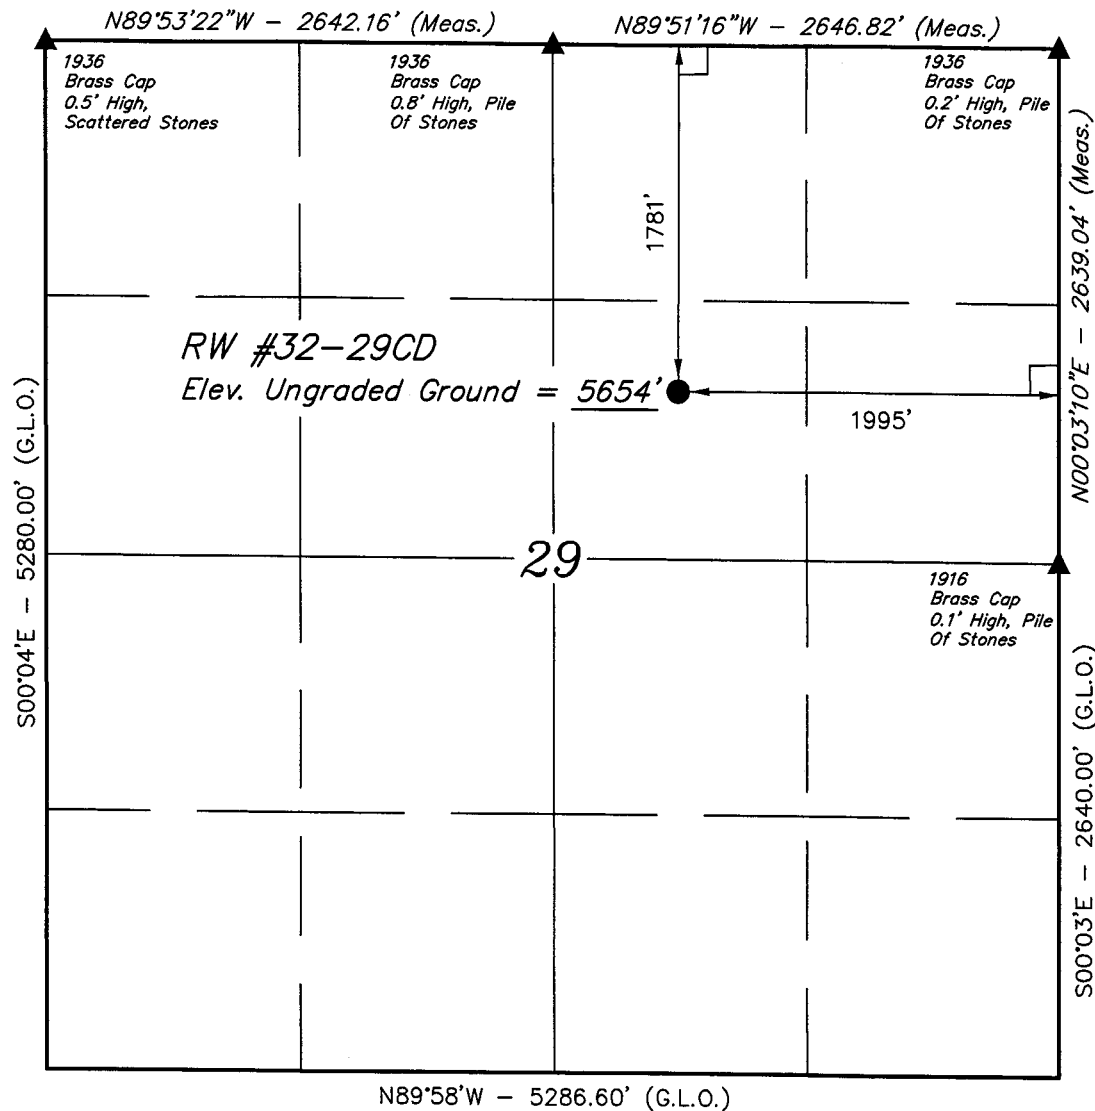 N89°53'22"W - 2642.16' (Meas.)
N89°51'16"W - 2646.82' (Meas.)
1936
Brass Cap
0.5' High,
Scattered Stones
1936
Brass Cap
0.8' High, Pile
Of Stones
1936
Brass Cap
0.2' High, Pile
Of Stones
1781'
N00°03'10"E - 2639.04' (Meas.)
RW #32-29CD
Elev. Ungraded Ground = 5654'
1995'
S00°04'E - 5280.00' (G.L.O.)
29
1916
Brass Cap
0.1' High, Pile
Of Stones
S00°03'E - 2640.00' (G.L.O.)
N89°58'W - 5286.60' (G.L.O.)